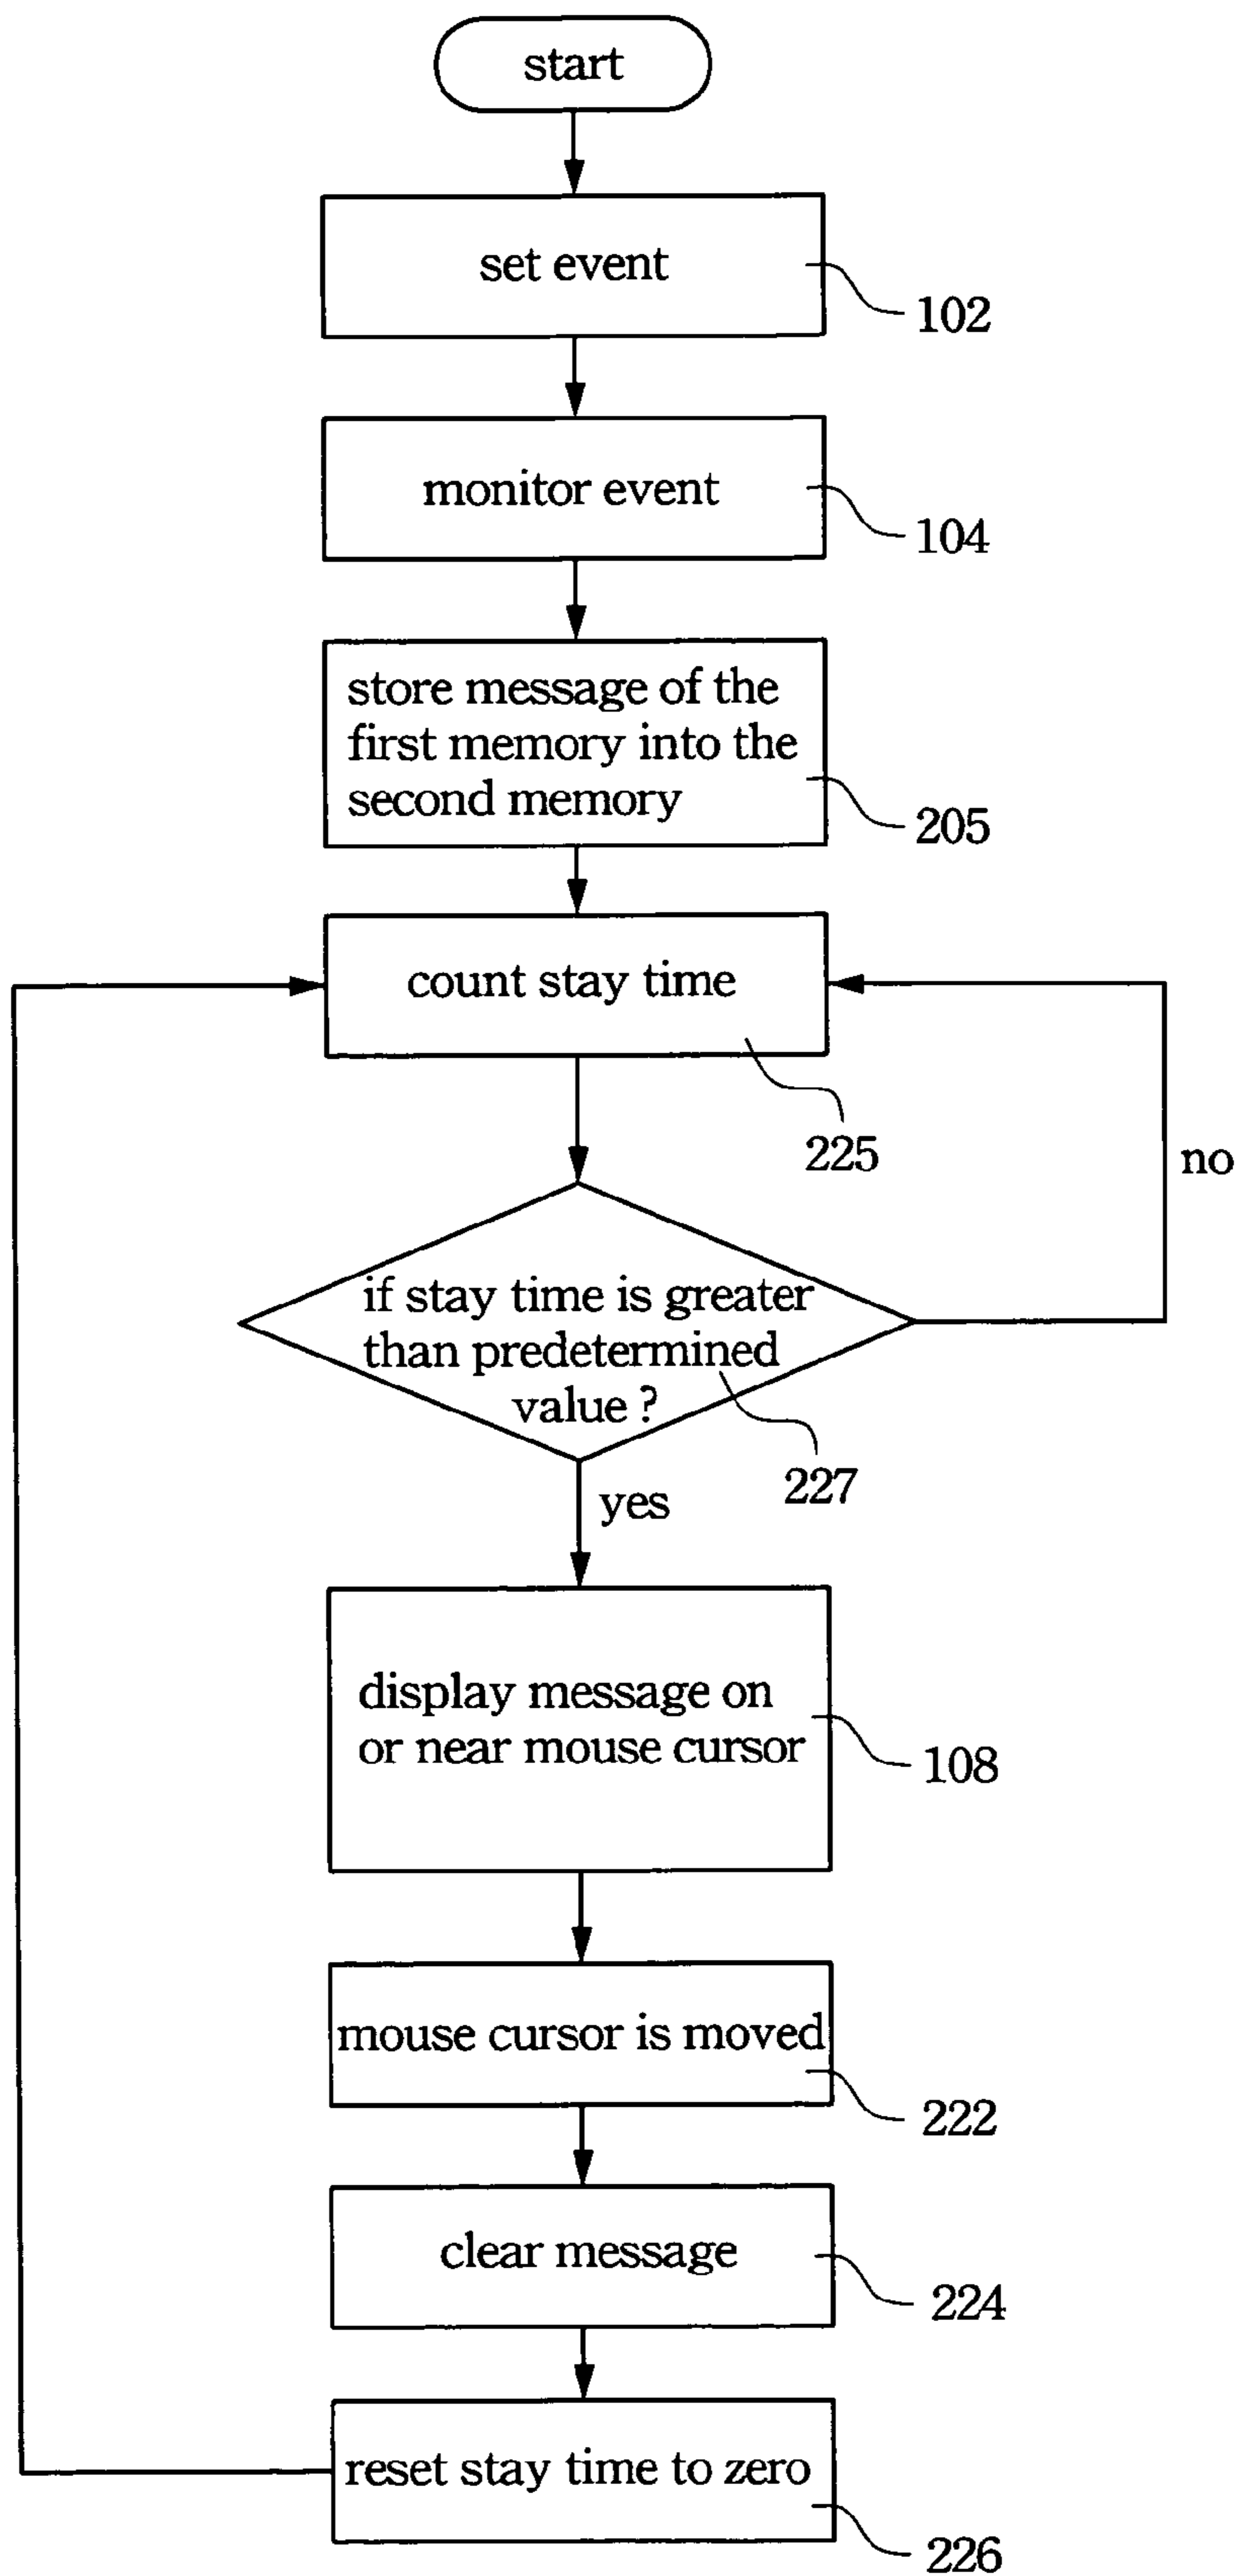 start
set event
102
monitor event
104
store message of the
first memory into the
second memory
205
count stay time
225
no
if stay time is greater
than predetermined
value ?
227
yes
display message on
or near mouse cursor
108
mouse cursor is moved
222
clear message
224
reset stay time to zero
226